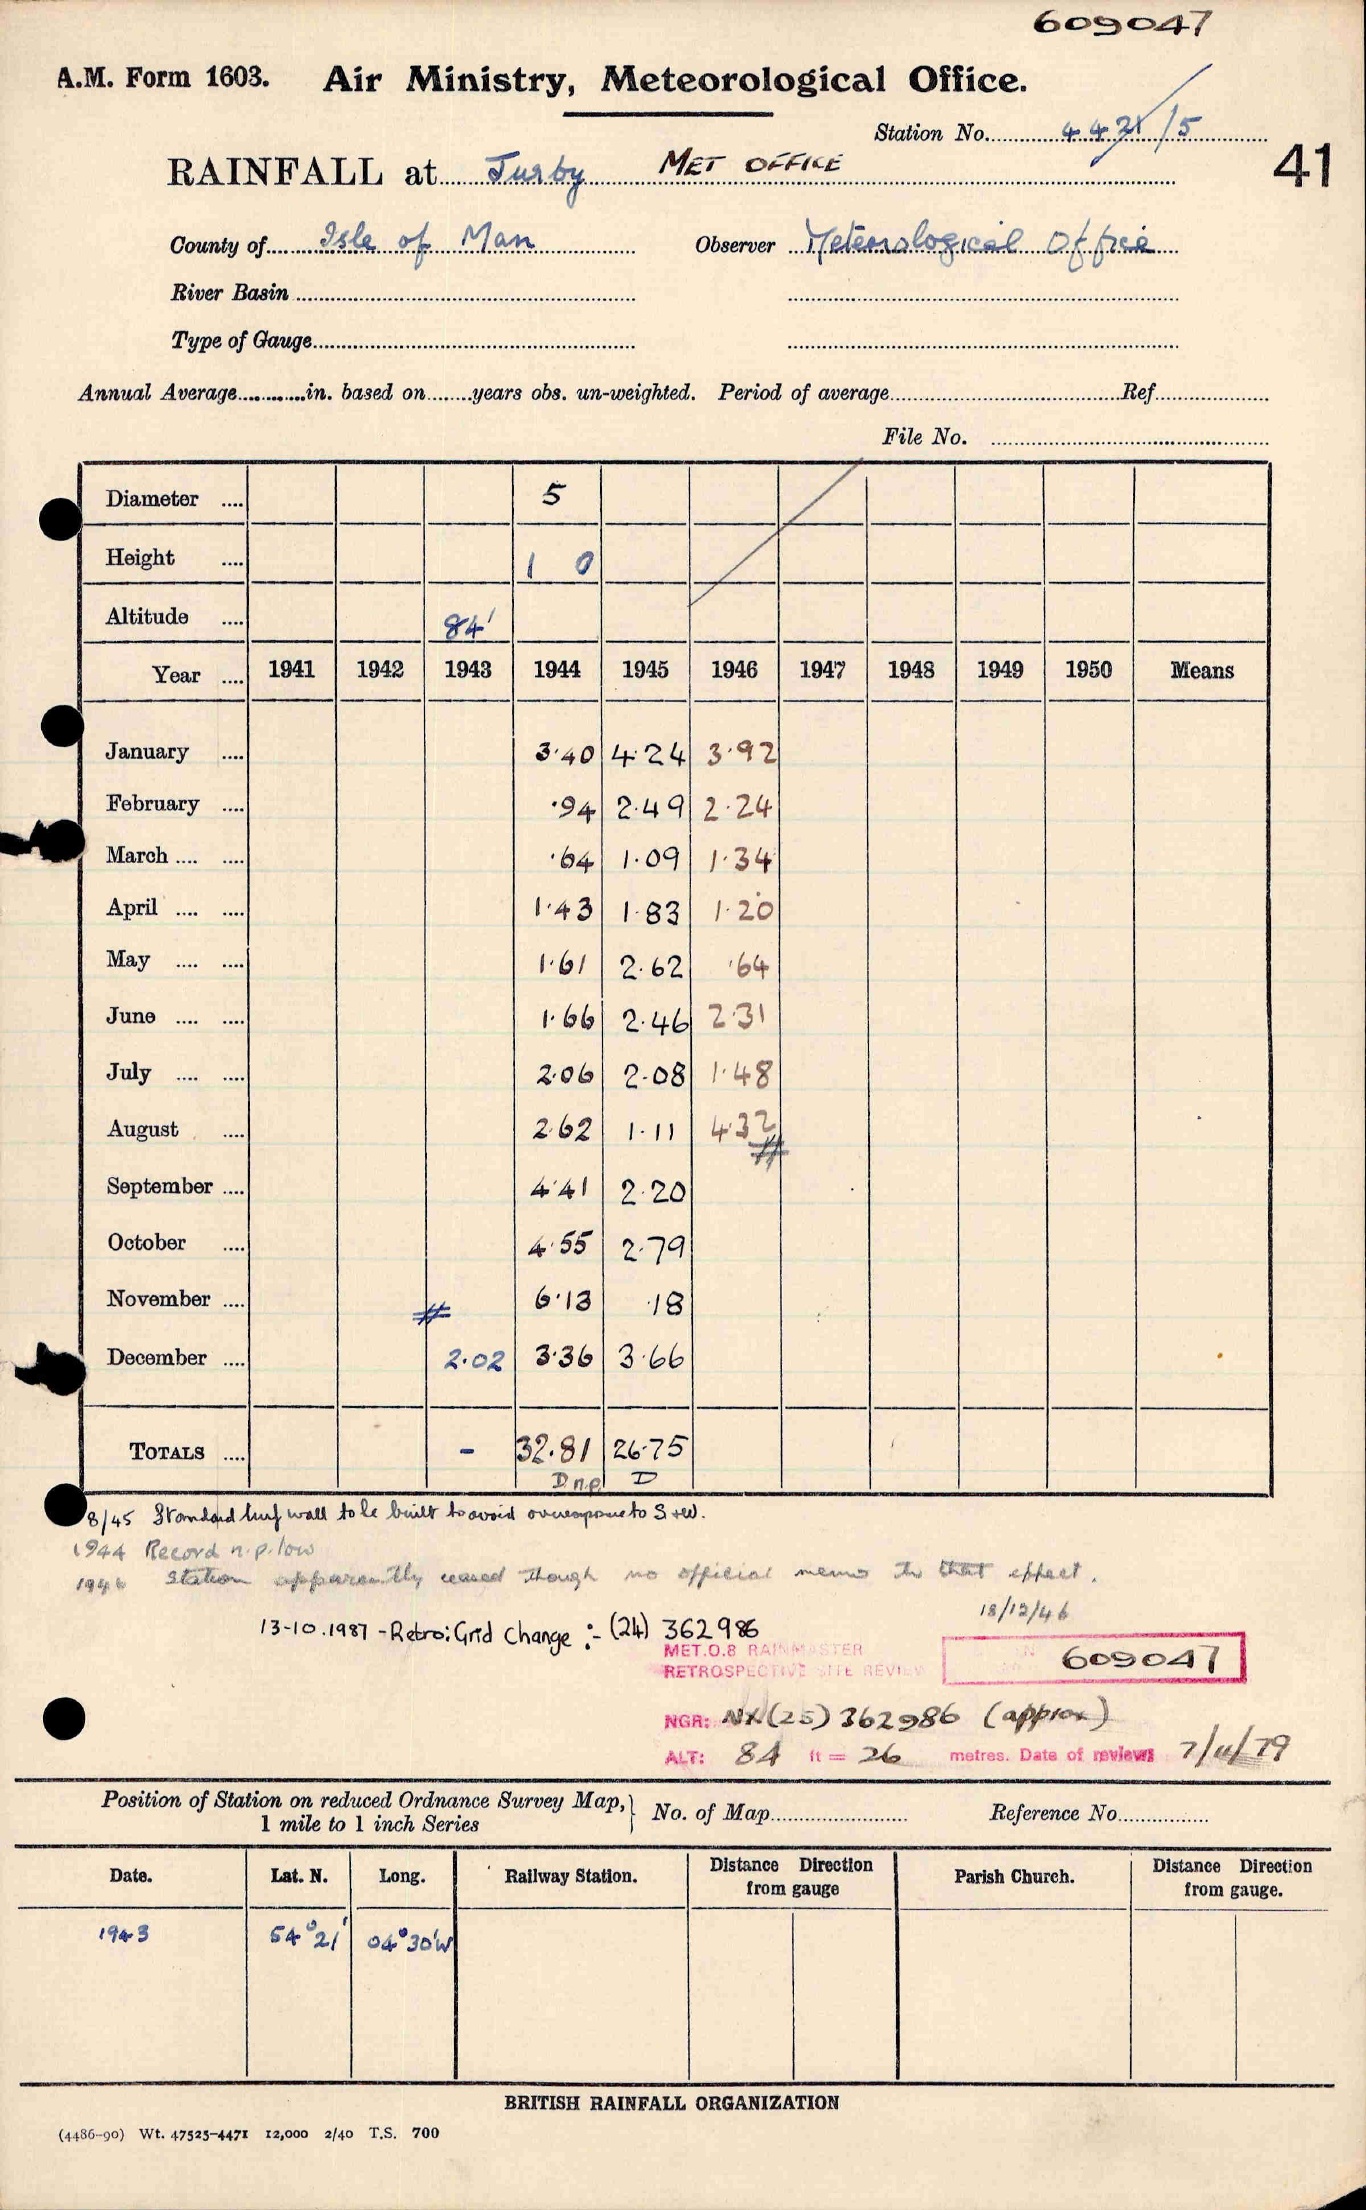 609047
A.M. Form 1603. Air Ministry, Meteorological Office.
Station No. 4421/5
41
RAINFALL at Jurby MET OFFICE
County of Isle of Man Observer Meteorological Office
River Basin
Type of Gauge
Annual Average in. based on years obs. un-weighted. Period of average Ref.
File No.
Diameter 5
Height 1 0
Altitude 84'
Year 1941 1942 1943 1944 1945 1946 1947 1948 1949 1950 Means
January 3.40 4.24 3.92
February .94 2.49 2.24
March .64 1.09 1.34
April 1.43 1.83 1.20
May 1.61 2.62 .64
June 1.66 2.46 2.31
July 2.06 2.08 1.48
August 2.62 1.11 4.32
September 4.41 2.20
October 4.55 2.79
November 6.13 .18
December 2.02 3.36 3.66
TOTALS - 32.81 26.75
D n.p. D
8/45 Standard turf wall to be built to avoid overexposure to S+W.
1944 Record n.p. low
1946 Station apparently ceased though no official memo to that effect.
18/12/46
13-10.1987 - Retro: Grid Change :- (24) 362986
MET.O.8 RAINMASTER
RETROSPECTIVE SITE REVIEW
609047
NGR: NX (25) 362986 (approx)
ALT: 84 ft = 26 metres. Date of reviews 7/11/79
Position of Station on reduced Ordnance Survey Map, 1 mile to 1 inch Series } No. of Map Reference No.
Date. Lat. N. Long. Railway Station. Distance Direction from gauge Parish Church. Distance Direction from gauge.
1943 54°21' 04°30'W
BRITISH RAINFALL ORGANIZATION
(4486-90) Wt. 47525-4471 12,000 2/40 T.S. 700